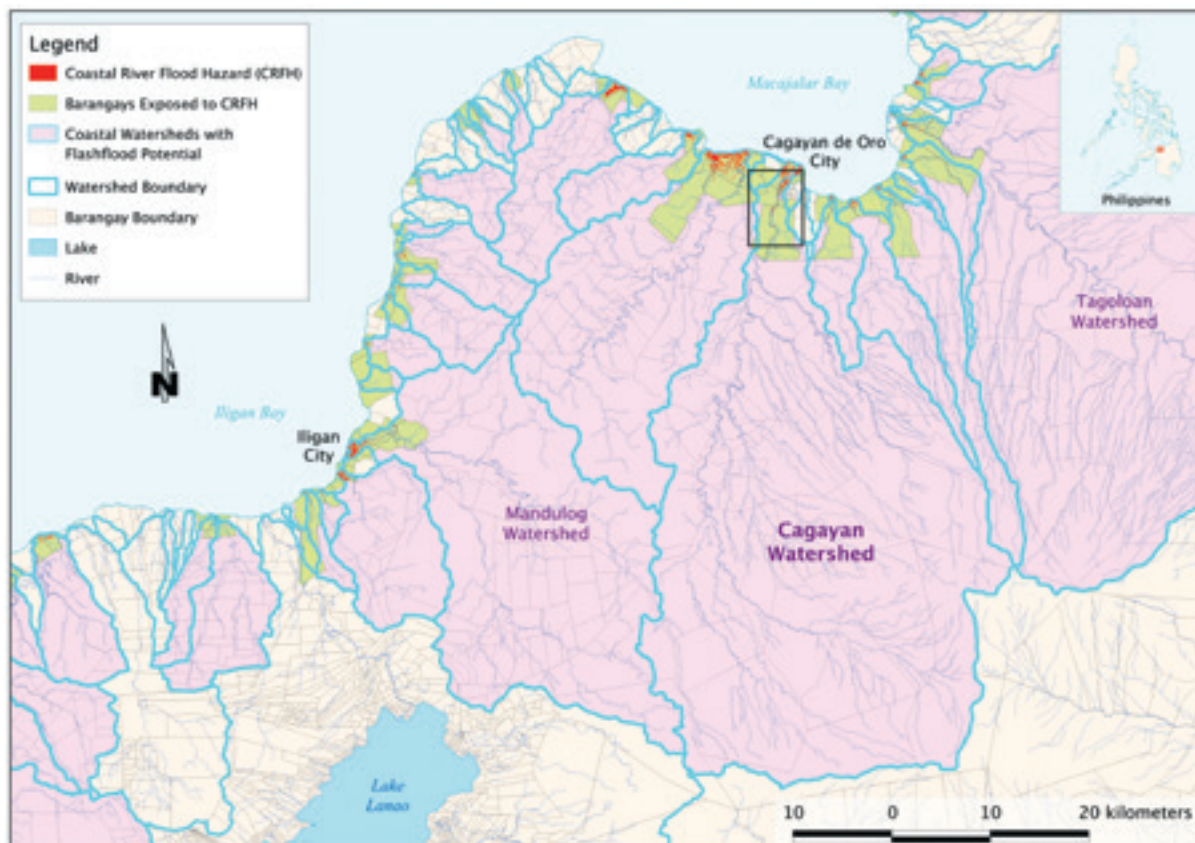 Legend
Coastal River Flood Hazard (CRFH)
Barangays Exposed to CRFH
Coastal Watersheds with
Flashflood Potential
Watershed Boundary
Barangay Boundary
Lake
River
Macajalar Bay
Cagayan de Oro
City
Philippines
Tagoloan
Watershed
N
Iligan Bay
Iligan
City
Mandulog
Watershed
Cagayan
Watershed
Lake
Lanao
10 0 10 20 kilometers